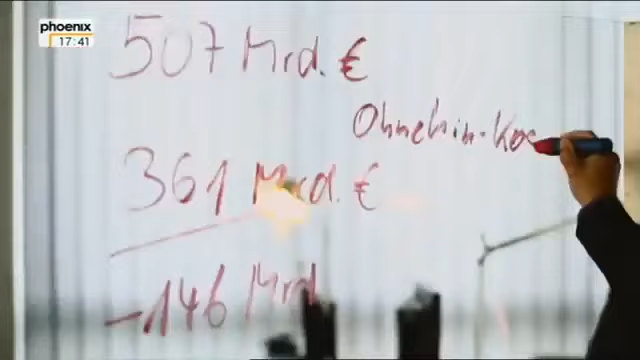 phoenix
17:41
507 Mrd. €
Ohnehin-Kos
361 Mrd. €
-146 Mrd